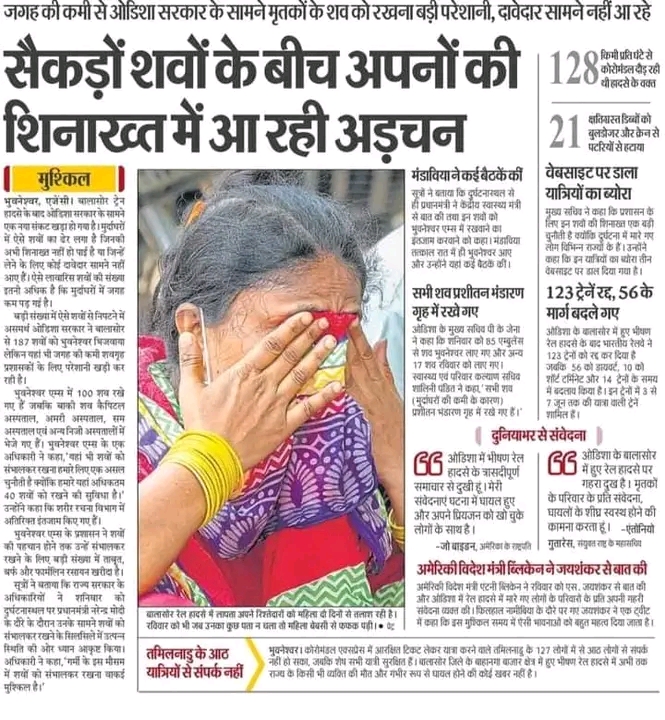 जगह की कमी से ओडिशा सरकार के सामने मृतकों के शव को रखना बड़ी परेशानी, दावेदार सामने नहीं आ रहे
सैकड़ों शवों के बीच अपनों की
शिनाख्त में आ रही अड़चन
मुश्किल
भुवनेश्वर, एजेंसी। बालासोर ट्रेन
हादसे के बाद ओडिशा सरकार के सामने
एक नया संकट खड़ा हो गया है। मुर्दाघरों
में ऐसे शवों का ढेर लगा है जिनकी
अभी शिनाख्त नहीं हो पाई है या जिन्हें
लेने के लिए कोई दावेदार सामने नहीं
आए हैं। ऐसे लावारिस शवों की संख्या
इतनी अधिक है कि मुर्दाघरों में जगह
कम पड़ गई है।
बड़ी संख्या में ऐसे शवों से निपटने में
असमर्थ ओडिशा सरकार ने बालासोर
से 187 शवों को भुवनेश्वर भिजवाया
लेकिन यहां भी जगह की कमी शवगृह
प्रशासकों के लिए परेशानी खड़ी कर
रही है।
भुवनेश्वर एम्स में 100 शव रखे
गए हैं जबकि बाकी शव कैपिटल
अस्पताल, अमरी अस्पताल, सम
अस्पताल एवं अन्य निजी अस्पतालों में
भेजे गए हैं। भुवनेश्वर एम्स के एक
अधिकारी ने कहा,'यहां भी शवों को
संभालकर रखना हमारे लिए एक असल
चुनौती है क्योंकि हमारे यहां अधिकतम
40 शवों को रखने की सुविधा है।'
उन्होंने कहा कि शरीर रचना विभाग में
अतिरिक्त इंतजाम किए गए हैं।
भुवनेश्वर एम्स के प्रशासन ने शवों
की पहचान होने तक उन्हें संभालकर
रखने के लिए बड़ी संख्या में ताबूत,
बर्फ और फार्मलिन रसायन खरीदा है।
सूत्रों ने बताया कि राज्य सरकार के
अधिकारियों ने शनिवार को
दुर्घटनास्थल पर प्रधानमंत्री नरेन्द्र मोदी
के दौरे के दौरान उनके सामने शवों को
संभालकर रखने के सिलसिले में उत्पन्न
स्थिति की ओर ध्यान आकृष्ट किया।
अधिकारी ने कहा,'गर्मी के इस मौसम
में शवों को संभालकर रखना वाकई
मुश्किल है।'
बालासोर रेल हादसे में लापता अपने रिश्तेदारों को महिला दो दिनों से तलाश रही है।
रविवार को भी जब उनका कुछ पता न चला तो महिला बेबसी से फफक पड़ी।
मंडाविया ने कई बैठकें कीं
सूत्रों ने बताया कि दुर्घटनास्थल से
ही प्रधानमंत्री ने केंद्रीय स्वास्थ्य मंत्री
से बात की तथा इन शवों को
भुवनेश्वर एम्स में रखवाने का
इंतजाम करवाने को कहा। मंडाविया
तत्काल रात में ही भुवनेश्वर आए
और उन्होंने यहां कई बैठकें की।
सभी शव प्रशीतन भंडारण
गृह में रखे गए
ओडिशा के मुख्य सचिव पी के जेना
ने कहा कि शनिवार को 85 एम्बुलेंस
से शव भुवनेश्वर लाए गए और अन्य
17 शव रविवार को लाए गए।
स्वास्थ्य एवं परिवार कल्याण सचिव
शालिनी पंडित ने कहा,'सभी शव
(मुर्दाघरों की कमी के कारण)
प्रशीतन भंडारण गृह में रखे गए हैं।'
128 किमी प्रति घंटे से
कोरोमंडल दौड़ रही
थी हादसे के वक्त
21 क्षतिग्रस्त डिब्बों को
बुलडोजर और क्रेन से
पटरियों से हटाया
वेबसाइट पर डाला
यात्रियों का ब्योरा
मुख्य सचिव ने कहा कि प्रशासन के
लिए इन शवों की शिनाख्त एक बड़ी
चुनौती है क्योंकि दुर्घटना में मारे गए
लोग विभिन्न राज्यों के हैं। उन्होंने
कहा कि इन यात्रियों का ब्योरा तीन
वेबसाइट पर डाल दिया गया है।
123 ट्रेनें रद्द, 56 के
मार्ग बदले गए
ओडिशा के बालासोर में हुए भीषण
रेल हादसे के बाद भारतीय रेलवे ने
123 ट्रेनों को रद्द कर दिया है
जबकि 56 को डायवर्ट, 10 को
शॉर्ट टर्मिनेट और 14 ट्रेनों के समय
में बदलाव किया है। इन ट्रेनों में 3 से
7 जून तक की यात्रा वाली ट्रेनें
शामिल हैं।
दुनियाभर से संवेदना
ओडिशा में भीषण रेल
हादसे के त्रासदीपूर्ण
समाचार से दुखी हूं। मेरी
संवेदनाएं घटना में घायल हुए
और अपने प्रियजन को खो चुके
लोगों के साथ है।
-जो बाइडन, अमेरिका के राष्ट्रपति
ओडिशा के बालासोर
में हुए रेल हादसे पर
गहरा दुख है। मृतकों
के परिवार के प्रति संवेदना,
घायलों के शीघ्र स्वस्थ होने की
कामना करता हूं। -एंतोनियो
गुतारेस, संयुक्त राष्ट्र के महासचिव
अमेरिकी विदेश मंत्री ब्लिंकेन ने जयशंकर से बात की
अमेरिकी विदेश मंत्री एंटनी ब्लिंकेन ने रविवार को एस. जयशंकर से बात की
और ओडिशा में रेल हादसे में मारे गए लोगों के परिवारों के प्रति अपनी गहरी
संवेदना व्यक्त की। फिलहाल नामीबिया के दौरे पर गए जयशंकर ने एक ट्वीट
में कहा कि इस मुश्किल समय में ऐसी भावनाओं को बहुत महत्व दिया जाता है।
तमिलनाडु के आठ
यात्रियों से संपर्क नहीं
भुवनेश्वर। कोरोमंडल एक्सप्रेस में आरक्षित टिकट लेकर यात्रा करने वाले तमिलनाडु के 127 लोगों में से आठ लोगों से संपर्क
नहीं हो सका, जबकि शेष सभी यात्री सुरक्षित हैं। बालासोर जिले के बाहानगा बाजार क्षेत्र में हुए भीषण रेल हादसे में अभी तक
राज्य के किसी भी व्यक्ति की मौत और गंभीर रूप से घायल होने की कोई खबर नहीं है।